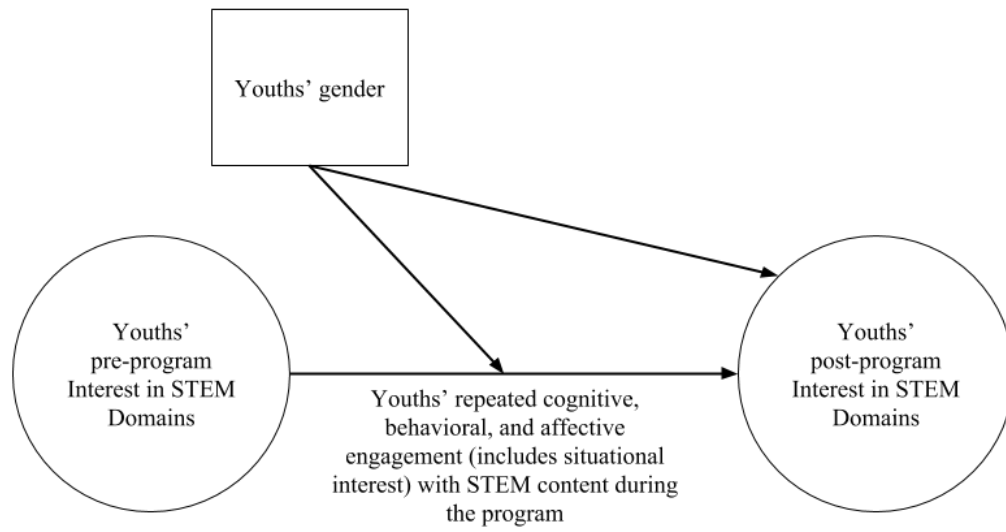 Youths’ gender
Youths’
pre-program
Interest in STEM
Domains
Youths’ repeated cognitive,
behavioral, and affective
engagement (includes situational
interest) with STEM content during
the program
Youths’
post-program
Interest in STEM
Domains